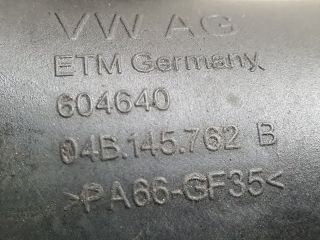 VW AG
ETM Germany
604640
04B.145.762 B
>PA66-GF35<